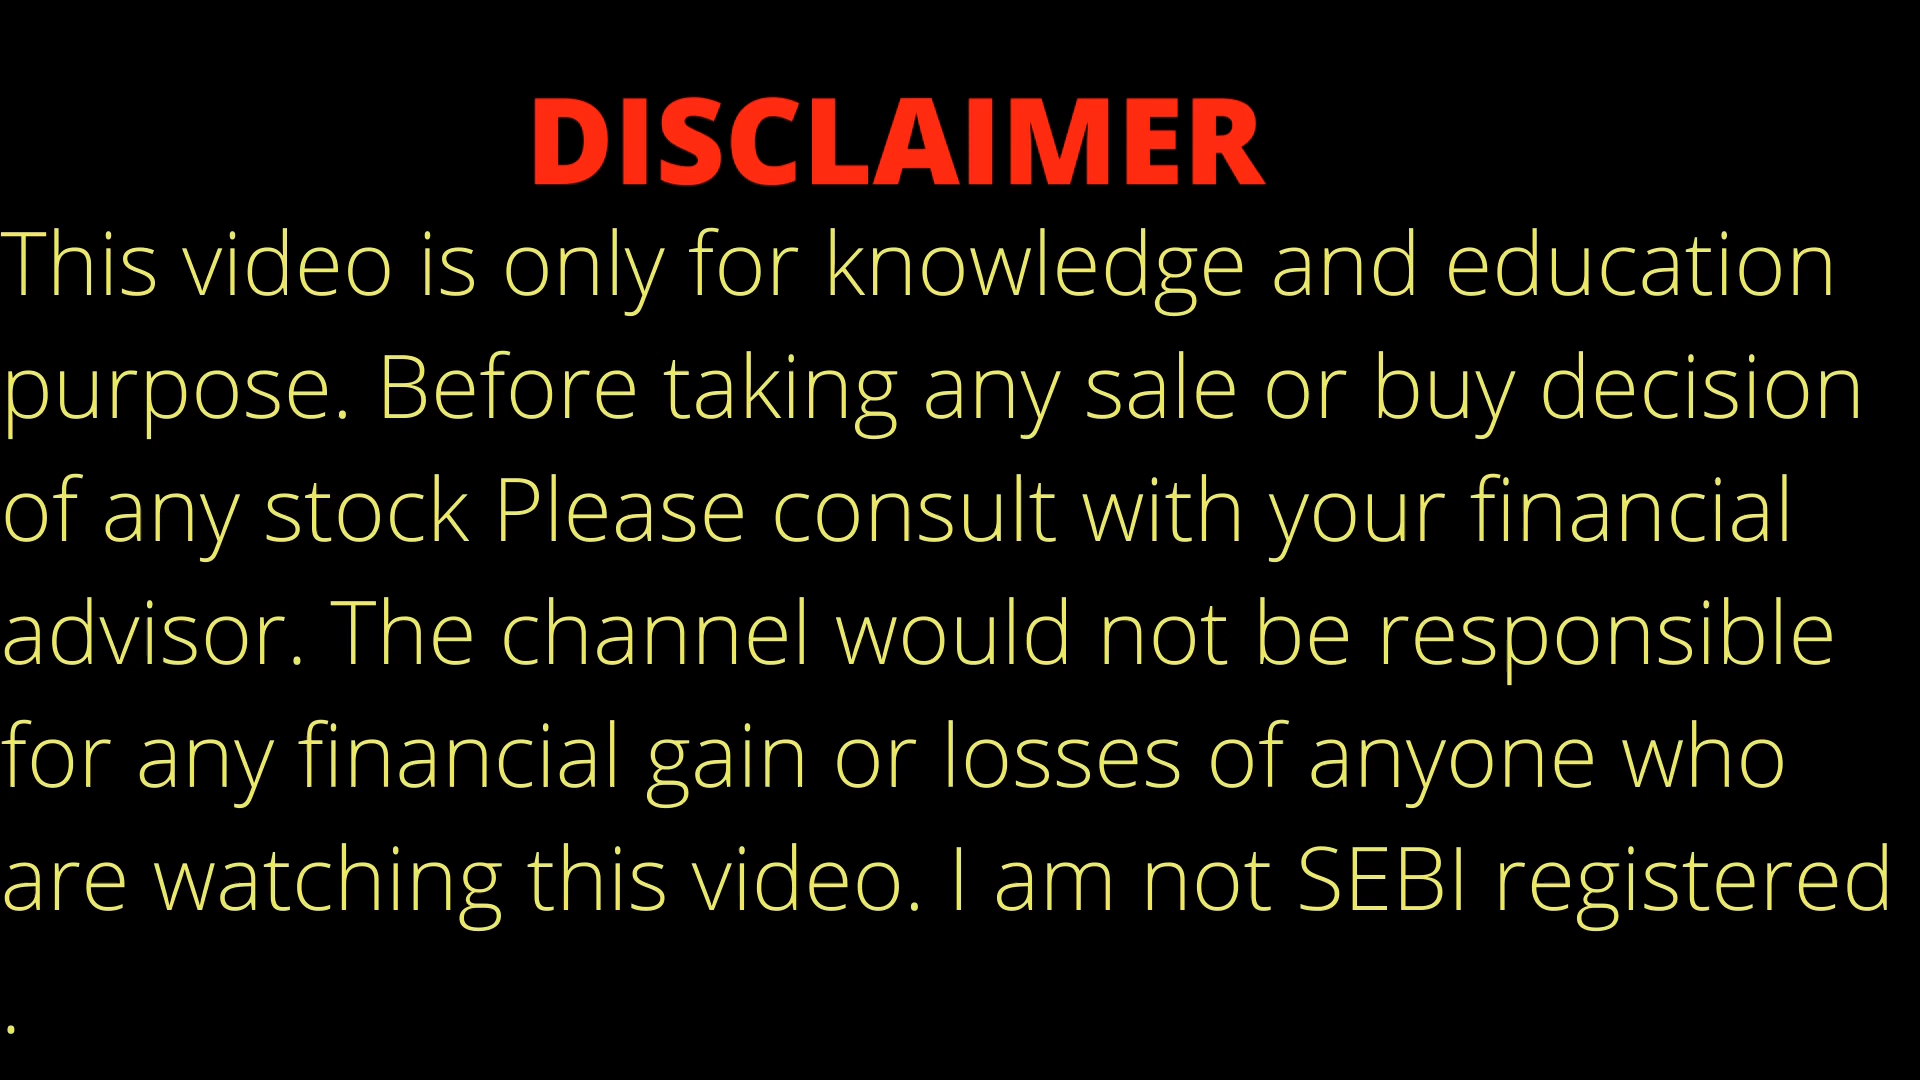 DISCLAIMER
This video is only for knowledge and education
purpose. Before taking any sale or buy decision
of any stock Please consult with your financial
advisor. The channel would not be responsible
for any financial gain or losses of anyone who
are watching this video. I am not SEBI registered
.